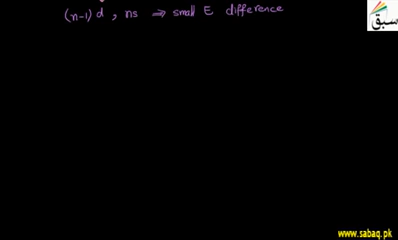 (n-1) d , ns ⇒ small E difference
سبق
www.sabaq.pk